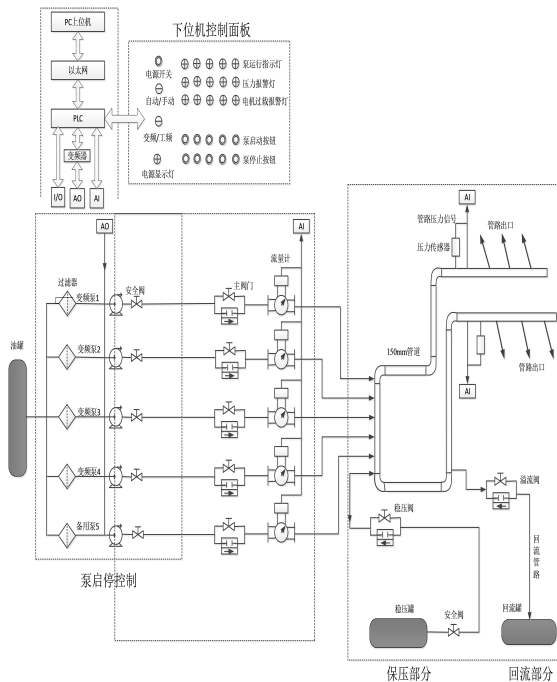 PC上位机
以太网
PLC
变频器
I/O
AO
AI
下位机控制面板
电源开关
自动/手动
变频/工频
电源显示灯
泵运行指示灯
压力报警灯
电机过载报警灯
泵启动按钮
泵停止按钮
AO
AI
过滤器
变频泵1
安全阀
主阀门
流量计
油罐
变频泵2
变频泵3
变频泵4
备用泵5
泵启停控制
AI
管路压力信号
管路出口
压力传感器
150mm管道
管路出口
AI
溢流阀
稳压阀
回流管路
稳压罐
安全阀
回流罐
保压部分
回流部分